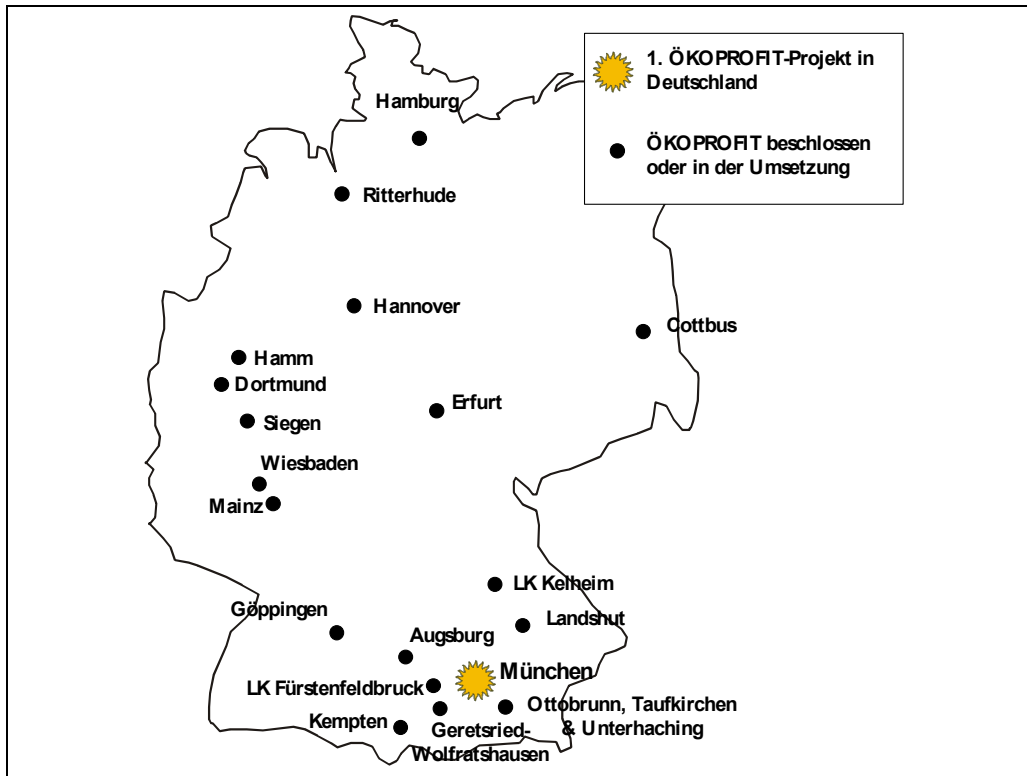 1. ÖKOPROFIT-Projekt in
Deutschland
ÖKOPROFIT beschlossen
oder in der Umsetzung
Hamburg
Ritterhude
Hannover
Cottbus
Hamm
Dortmund
Erfurt
Siegen
Wiesbaden
Mainz
LK Kelheim
Göppingen
Landshut
Augsburg
München
LK Fürstenfeldbruck
Ottobrunn, Taufkirchen
& Unterhaching
Kempten
Geretsried-
Wolfratshausen